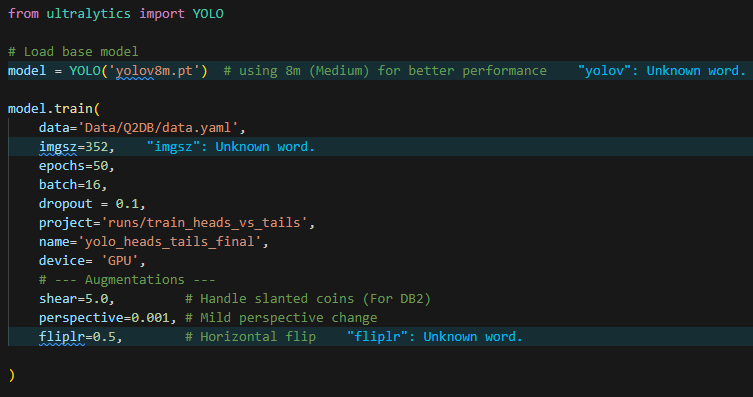 from ultralytics import YOLO
# Load base model
model = YOLO('yolov8m.pt')  # using 8m (Medium) for better performance    "yolov": Unknown word.
model.train(
    data='Data/Q2DB/data.yaml',
    imgsz=352,    "imgsz": Unknown word.
    epochs=50,
    batch=16,
    dropout = 0.1,
    project='runs/train_heads_vs_tails',
    name='yolo_heads_tails_final',
    device= 'GPU',
    # --- Augmentations ---
    shear=5.0,         # Handle slanted coins (For DB2)
    perspective=0.001, # Mild perspective change
    fliplr=0.5,        # Horizontal flip    "fliplr": Unknown word.
)